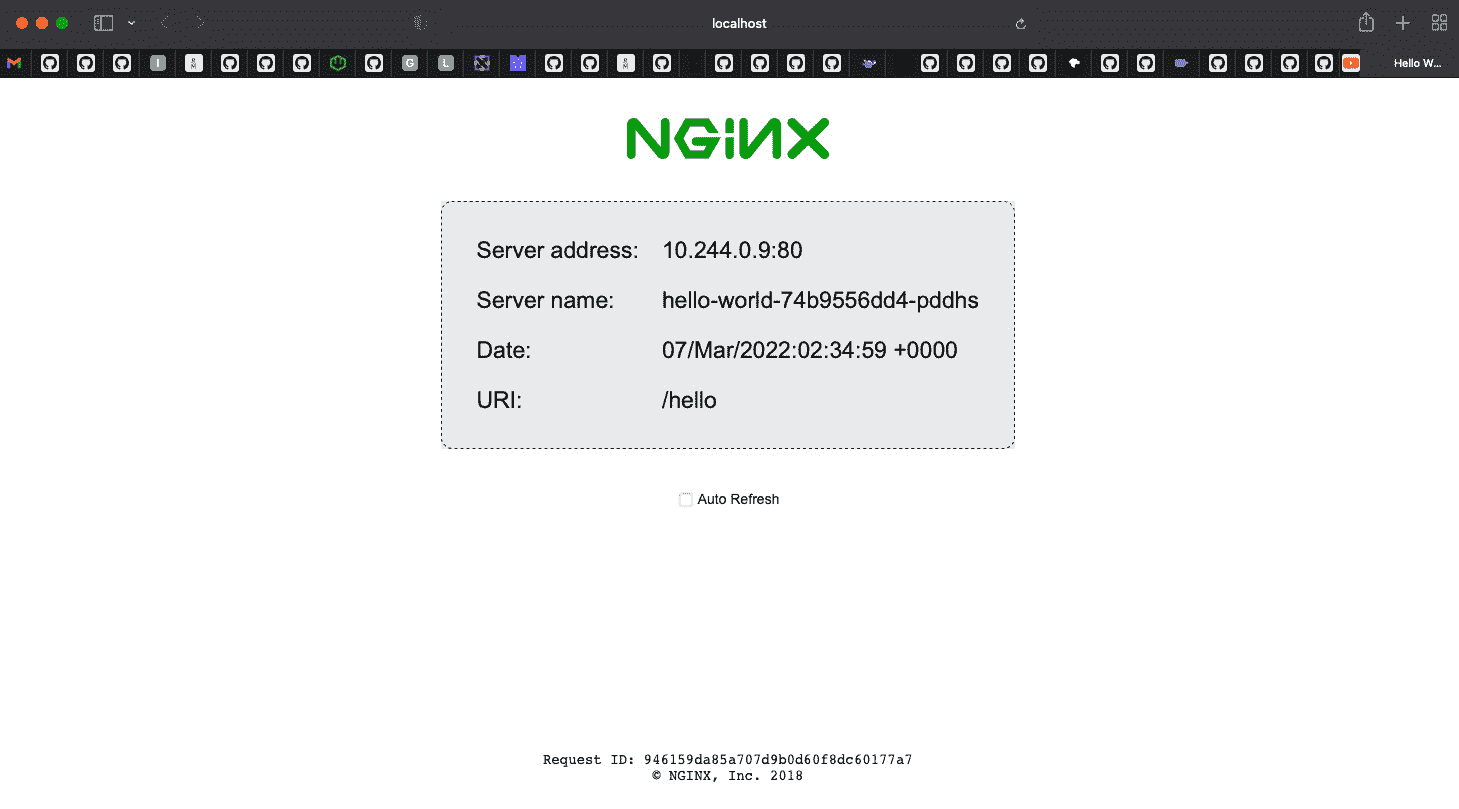 localhost
I
G
L
Hello W...
NGINX
Server address: 10.244.0.9:80
Server name: hello-world-74b9556dd4-pddhs
Date: 07/Mar/2022:02:34:59 +0000
URI: /hello
Auto Refresh
Request ID: 946159da85a707d9b0d60f8dc60177a7
© NGINX, Inc. 2018